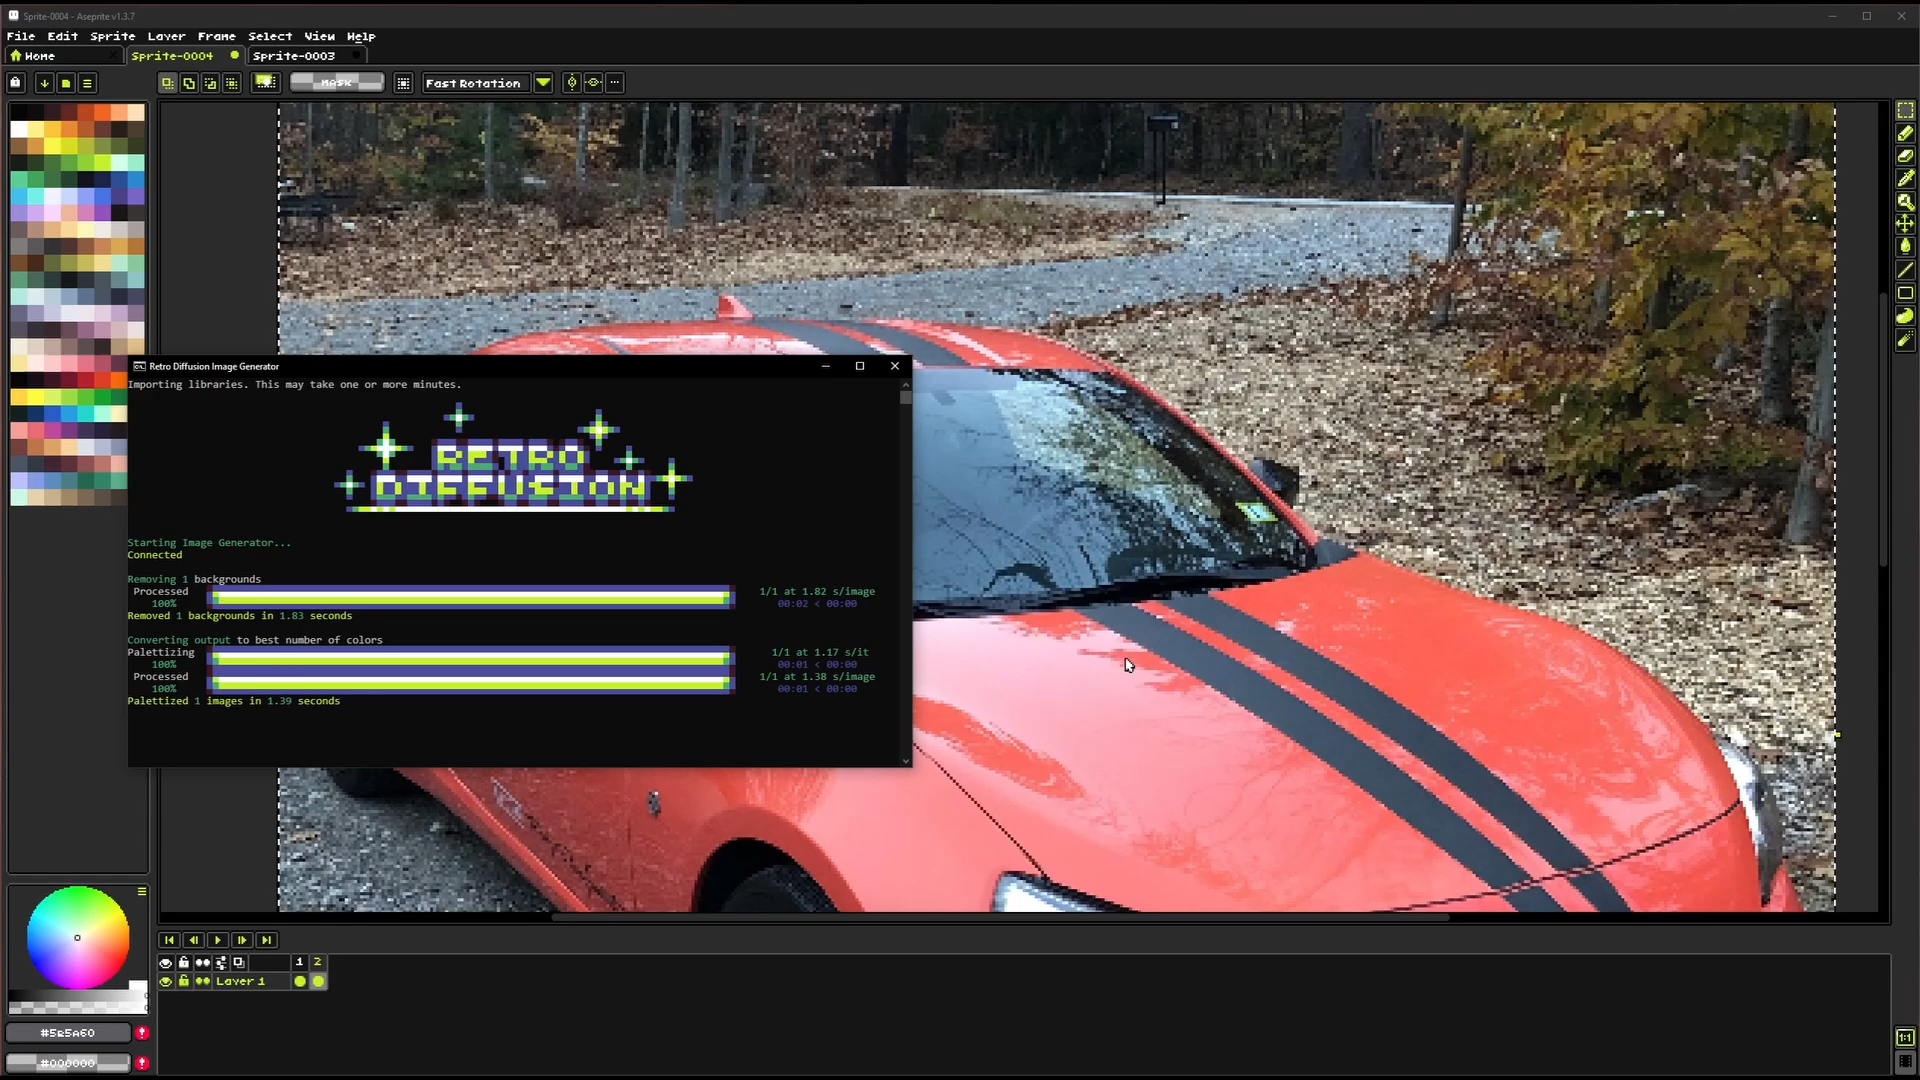 Sprite-0004 - Aseprite v1.3.7
File Edit Sprite Layer Frame Select View Help
Home Sprite-0004 Sprite-0003
MASK Fast Rotation
Retro Diffusion Image Generator
Importing libraries. This may take one or more minutes.
RETRO
DIFFUSION
Starting Image Generator...
Connected
Removing 1 backgrounds
Processed 1/1 at 1.82 s/image
100% 00:02 < 00:00
Removed 1 backgrounds in 1.83 seconds
Converting output to best number of colors
Palettizing 1/1 at 1.17 s/it
100% 00:01 < 00:00
Processed 1/1 at 1.38 s/image
100% 00:01 < 00:00
Palettized 1 images in 1.39 seconds
1 2
Layer 1
#5B5A60
#000000
1:1